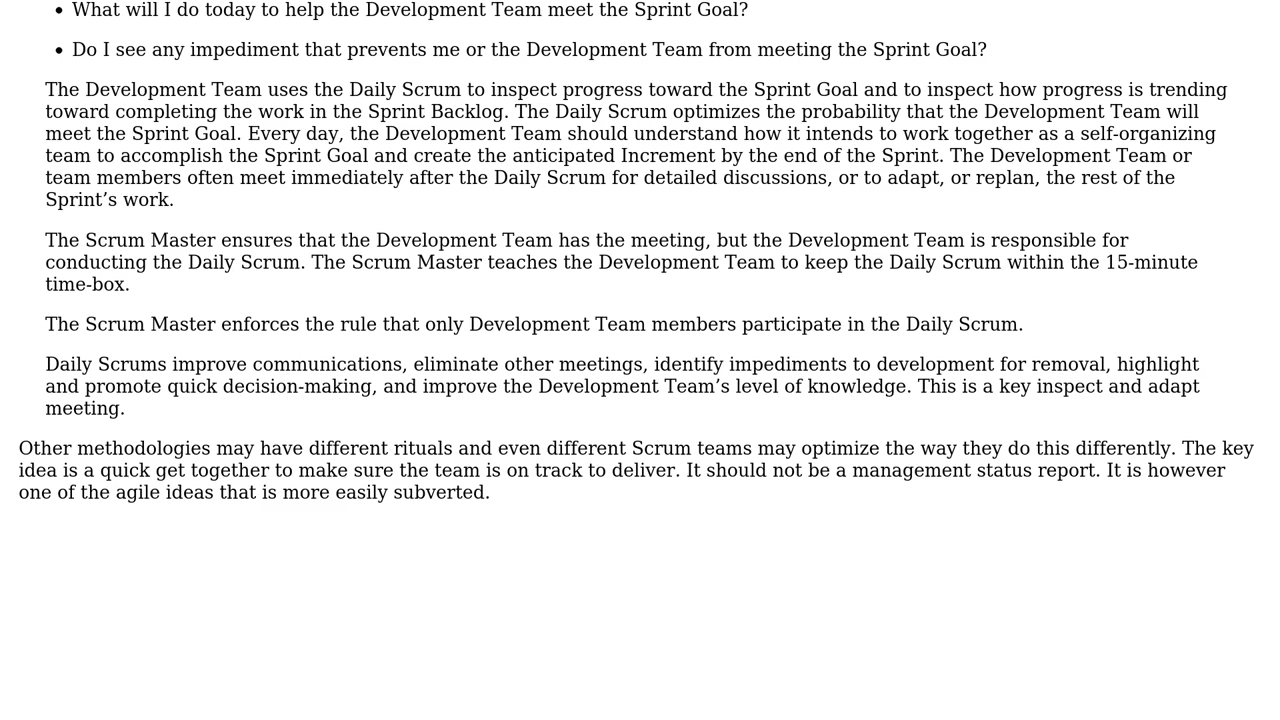 • What will I do today to help the Development Team meet the Sprint Goal?
• Do I see any impediment that prevents me or the Development Team from meeting the Sprint Goal?
The Development Team uses the Daily Scrum to inspect progress toward the Sprint Goal and to inspect how progress is trending
toward completing the work in the Sprint Backlog. The Daily Scrum optimizes the probability that the Development Team will
meet the Sprint Goal. Every day, the Development Team should understand how it intends to work together as a self-organizing
team to accomplish the Sprint Goal and create the anticipated Increment by the end of the Sprint. The Development Team or
team members often meet immediately after the Daily Scrum for detailed discussions, or to adapt, or replan, the rest of the
Sprint’s work.
The Scrum Master ensures that the Development Team has the meeting, but the Development Team is responsible for
conducting the Daily Scrum. The Scrum Master teaches the Development Team to keep the Daily Scrum within the 15-minute
time-box.
The Scrum Master enforces the rule that only Development Team members participate in the Daily Scrum.
Daily Scrums improve communications, eliminate other meetings, identify impediments to development for removal, highlight
and promote quick decision-making, and improve the Development Team’s level of knowledge. This is a key inspect and adapt
meeting.
Other methodologies may have different rituals and even different Scrum teams may optimize the way they do this differently. The key
idea is a quick get together to make sure the team is on track to deliver. It should not be a management status report. It is however
one of the agile ideas that is more easily subverted.